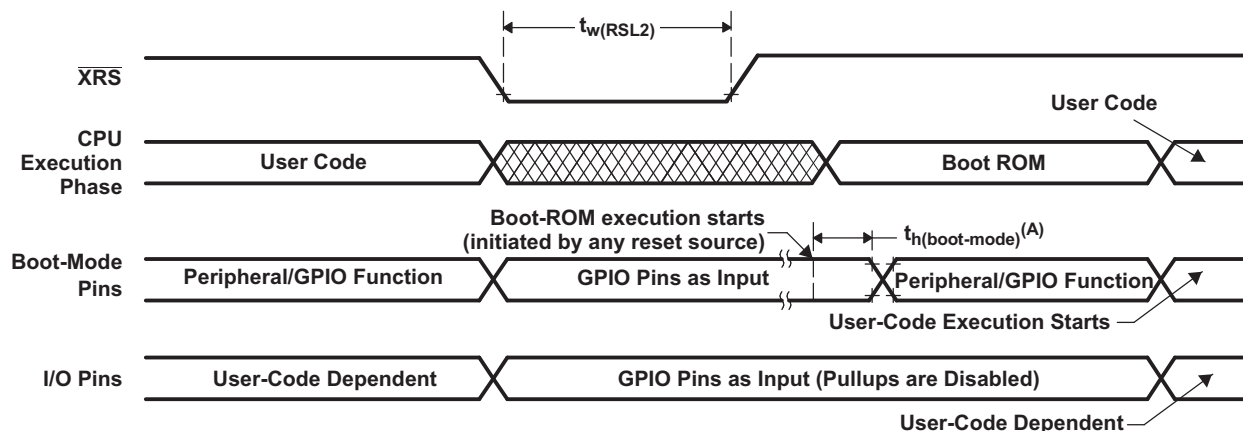 tw(RSL2)
XRS
User Code
CPU
Execution
Phase
User Code
Boot ROM
Boot-ROM execution starts
(initiated by any reset source)
th(boot-mode)(A)
Boot-Mode
Pins
Peripheral/GPIO Function
GPIO Pins as Input
Peripheral/GPIO Function
User-Code Execution Starts
I/O Pins
User-Code Dependent
GPIO Pins as Input (Pullups are Disabled)
User-Code Dependent